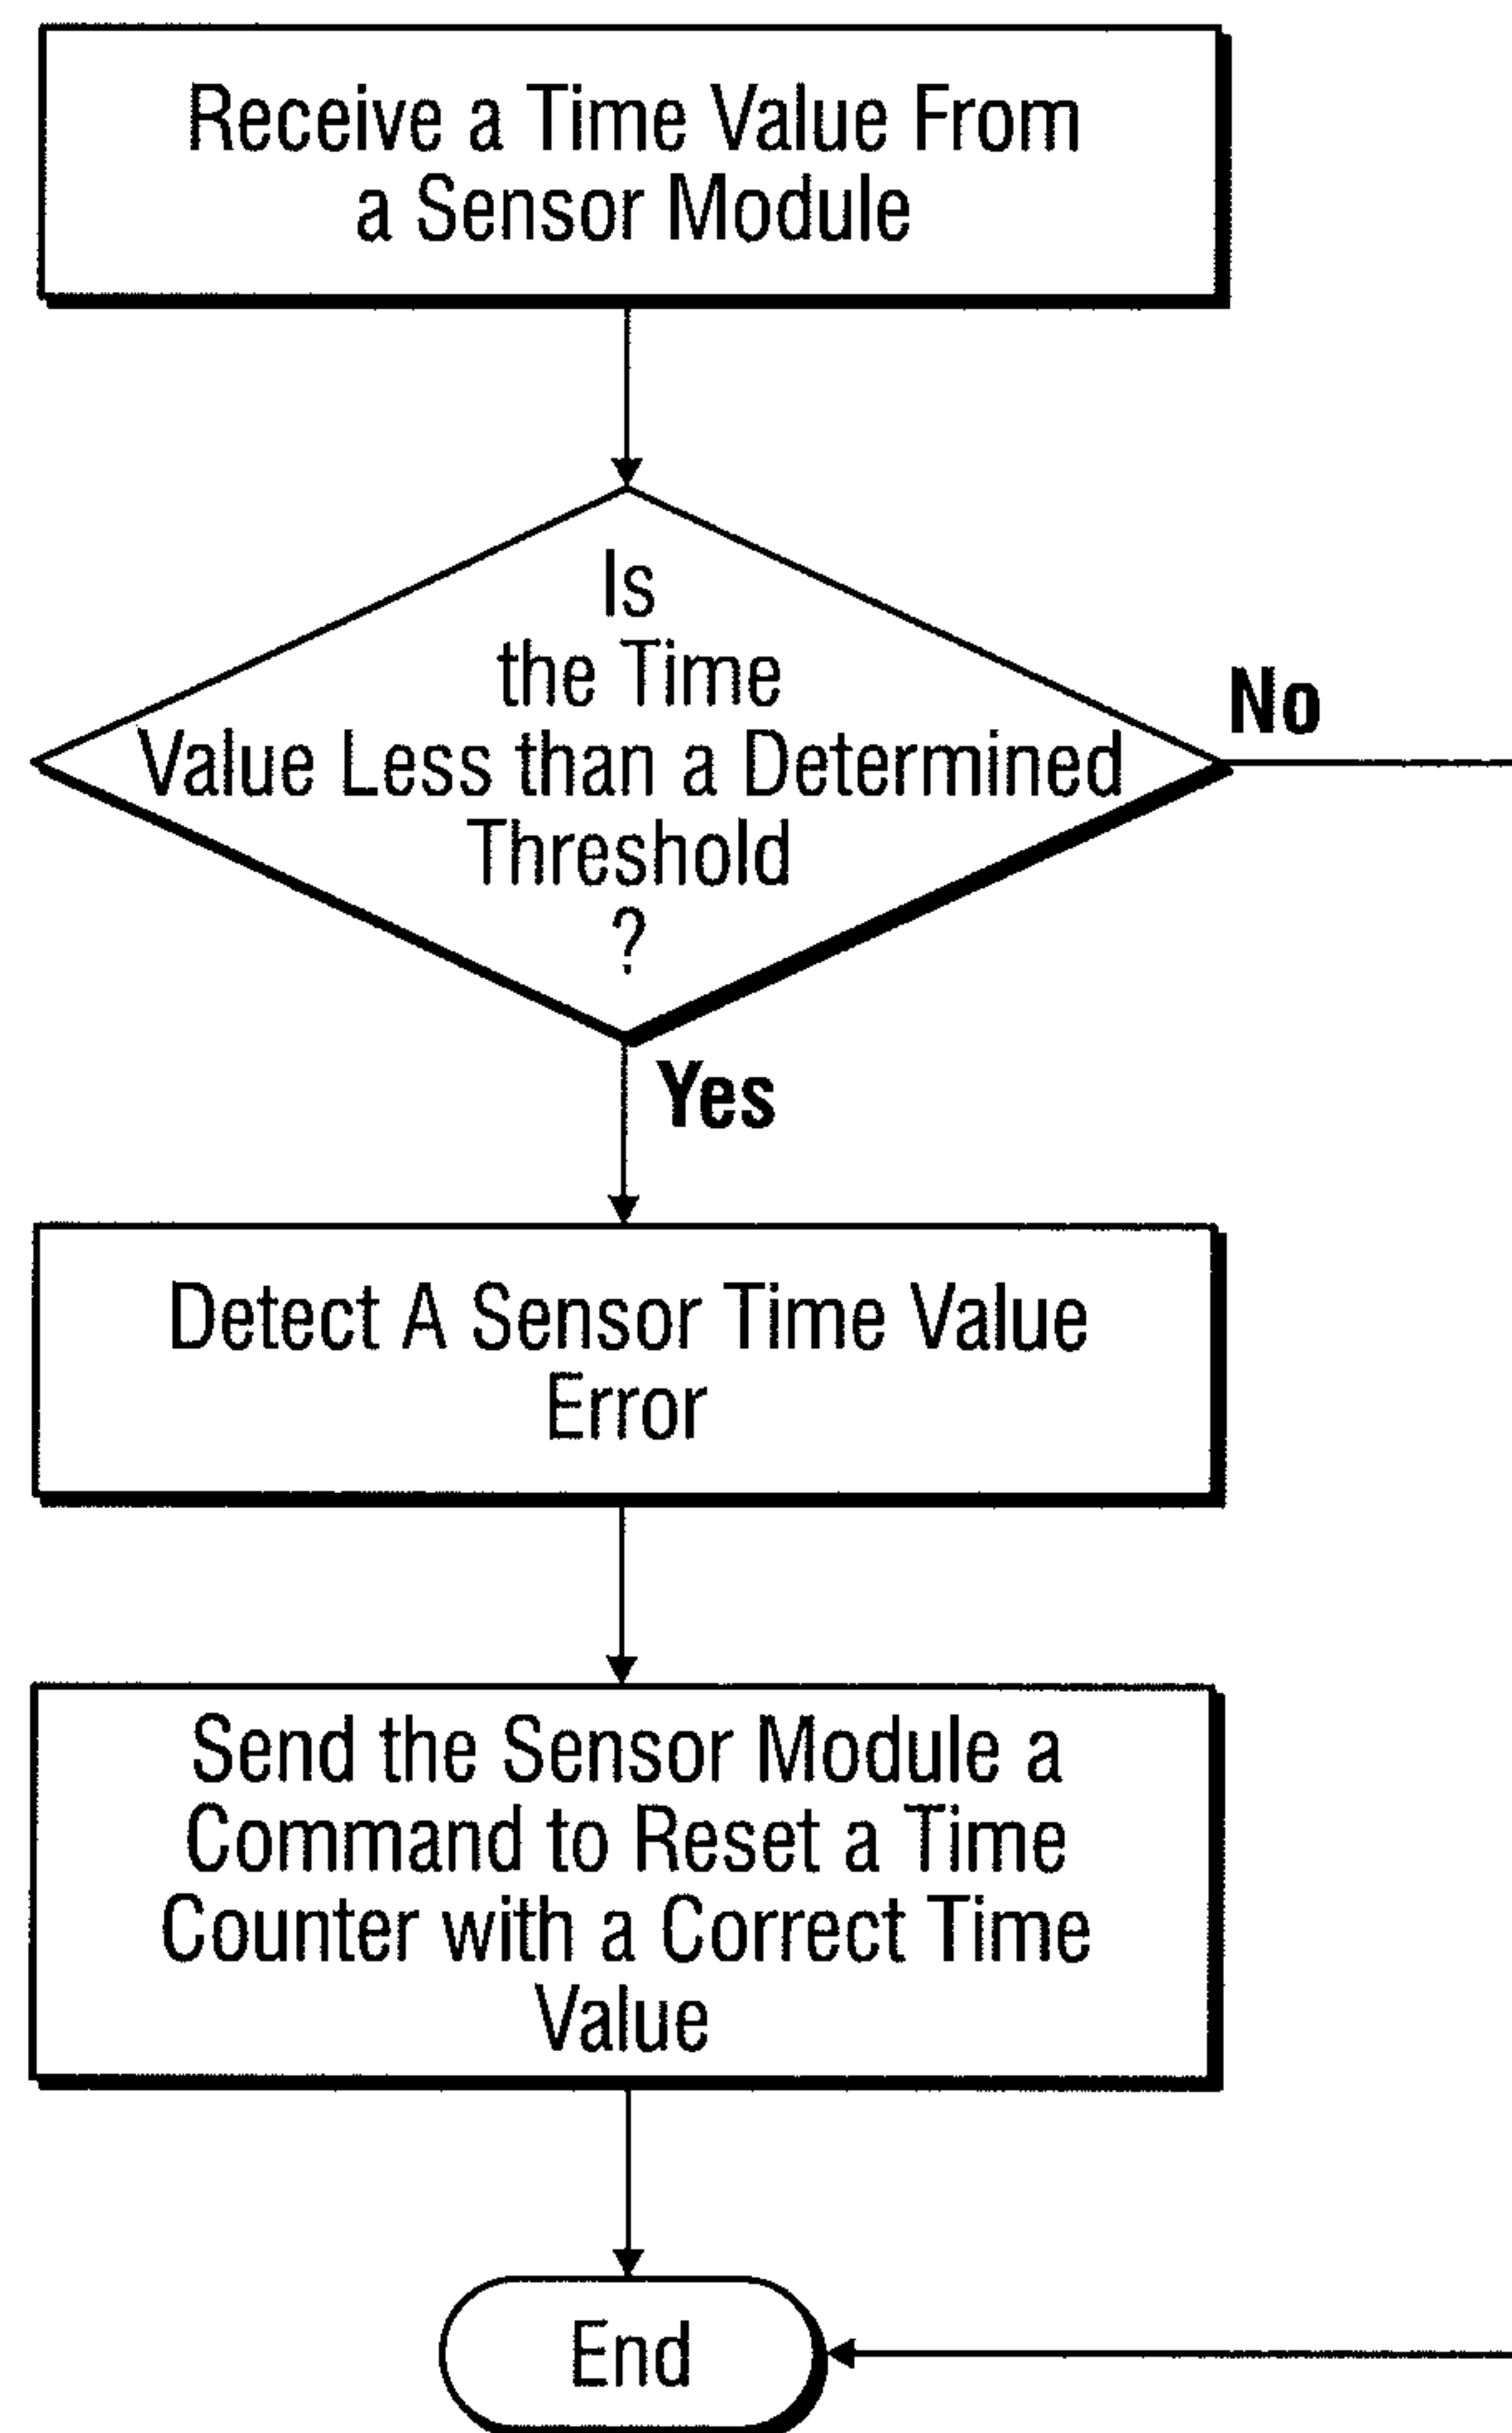 Receive a Time Value From
a Sensor Module
Is
the Time
Value Less than a Determined
Threshold
?
No
Yes
Detect A Sensor Time Value
Error
Send the Sensor Module a
Command to Reset a Time
Counter with a Correct Time
Value
End